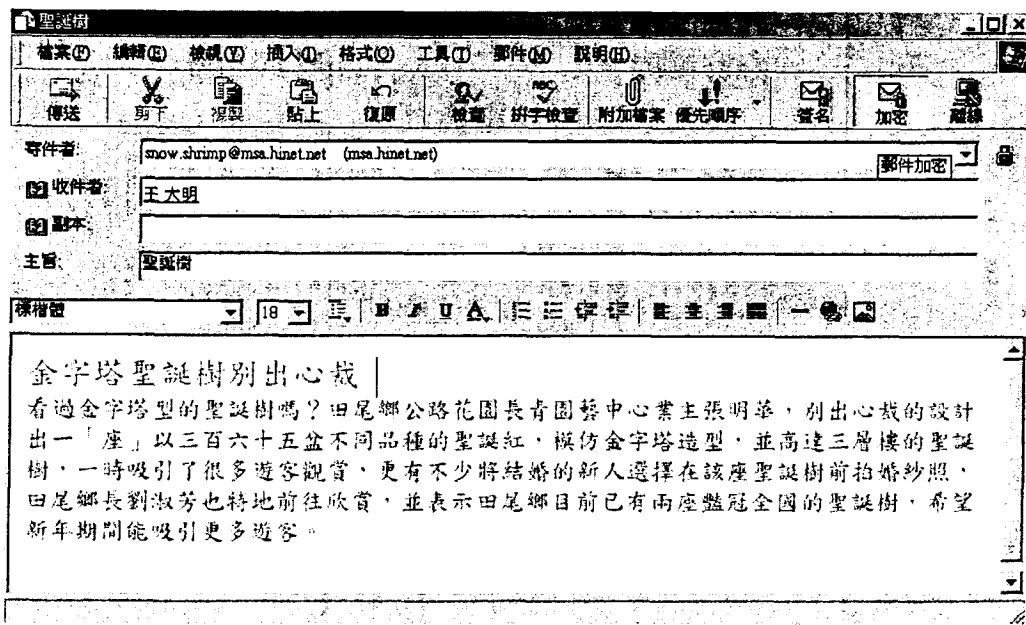 聖誕樹
檔案(F) 編輯(E) 檢視(V) 插入(I) 格式(O) 工具(T) 郵件(M) 說明(H)
傳送 剪下 複製 貼上 復原 檢查 拼字檢查 附加檔案 優先順序 簽名 加密 離線
寄件者: snow.shrimp@msa.hinet.net (msa.hinet.net)
郵件加密
收件者: 王大明
副本:
主旨: 聖誕樹
標楷體 18 B I U A
金字塔聖誕樹別出心裁
看過金字塔型的聖誕樹嗎?田尾鄉公路花園長青園藝中心業主張明華,別出心裁的設計
出一「座」以三百六十五盆不同品種的聖誕紅,模仿金字塔造型,並高達三層樓的聖誕
樹,一時吸引了很多遊客觀賞,更有不少將結婚的新人選擇在該座聖誕樹前拍婚紗照,
田尾鄉長劉淑芳也特地前往欣賞,並表示田尾鄉目前已有兩座豔冠全國的聖誕樹,希望
新年期間能吸引更多遊客。